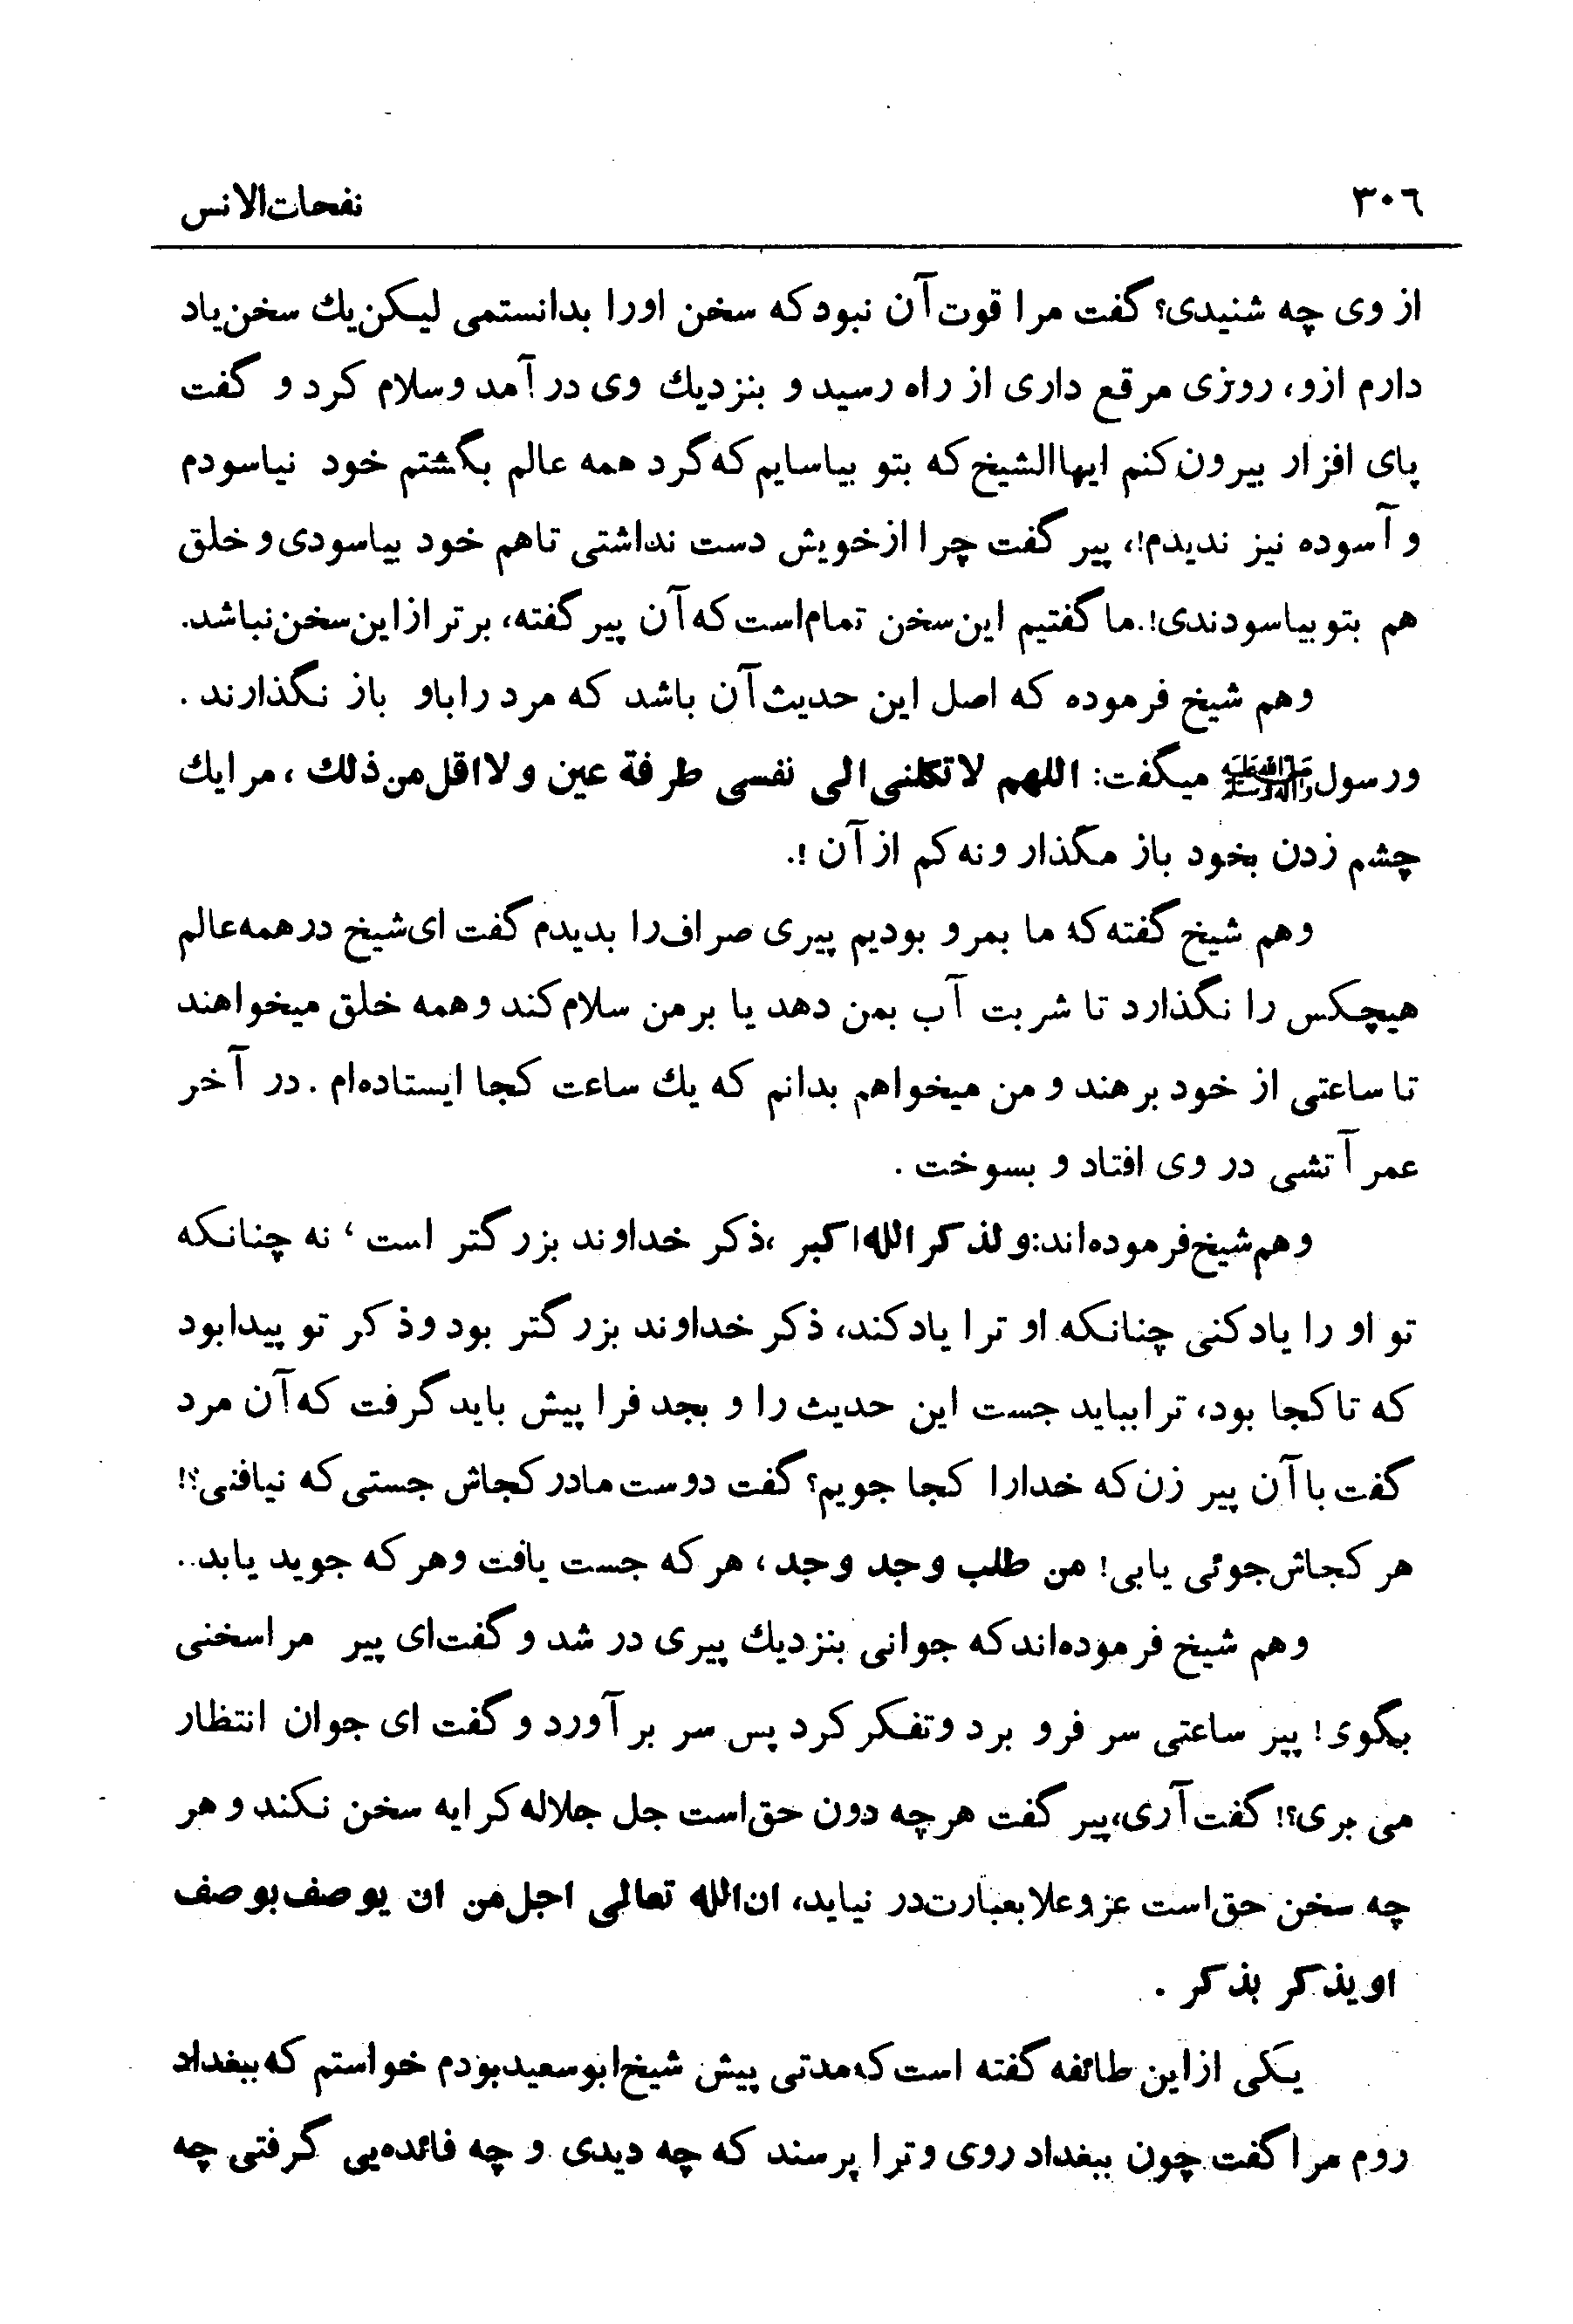 ۳۰۶ نفحات‌الانس
از وی چه شنیدی؟ گفت مرا قوت آن نبود که سخن اورا بدانستمی لیکن یك سخن یاد
دارم ازو، روزی مرقع داری از راه رسید و بنزدیك وی در آمد وسلام کرد و گفت
پای افزار بیرون کنم ایهاالشیخ که بتو بیاسایم که گرد همه عالم بگشتم خود نیاسودم
و آسوده نیز ندیدم!، پیر گفت چرا ازخویش دست نداشتی تاهم خود بیاسودی و خلق
هم بتو بیاسودندی!. ما گفتیم این سخن تمام‌است که آن پیر گفته، برتر ازاین سخن نباشد.
وهم شیخ فرموده که اصل این حدیث آن باشد که مرد راباو باز نگذارند .
ورسول صلی الله علیه وآله وسلم میگفت: اللهم لاتکلنی الی نفسی طرفة عین ولااقل من ذلك ، مرایك
چشم زدن بخود باز مگذار ونه کم از آن !.
وهم شیخ گفته که ما بمرو بودیم پیری صراف‌را بدیدم گفت ای شیخ درهمه عالم
هیچکس را نگذارد تا شربت آب بمن دهد یا بر من سلام کند وهمه خلق میخواهند
تا ساعتی از خود برهند و من میخواهم بدانم که یك ساعت کجا ایستاده‌ام . در آخر
عمر آتشی در وی افتاد و بسوخت .
وهم شیخ فرموده‌اند: ولذکر الله اکبر ،ذکر خداوند بزرگتر است ، نه چنانکه
تو او را یاد کنی چنانکه او ترا یاد کند، ذکر خداوند بزرگتر بود وذکر تو پیدابود
که تا کجا بود، ترابباید جست این حدیث را و بجد فرا پیش باید گرفت که آن مرد
گفت با آن پیر زن که خدارا کجا جویم؟ گفت دوست مادر کجاش جستی که نیافتی؟!
هر کجاش جوئی یابی! من طلب وجد وجد ، هر که جست یافت وهر که جوید یابد..
وهم شیخ فرموده‌اند که جوانی بنزدیك پیری در شد و گفت ای پیر مراسخنی
بگوی! پیر ساعتی سر فرو برد وتفکر کرد پس سر بر آورد و گفت ای جوان انتظار
می بری؟! گفت آری، پیر گفت هرچه دون حق‌است جل جلاله کرایه سخن نکند و هر
چه سخن حق‌است عز وعلا بعبارت در نیاید، ان‌الله تعالی اجل من ان یوصف بوصف
او یذکر بذکر .
یکی ازاین طائفه گفته است که مدتی پیش شیخ ابوسعید بودم خواستم که ببغداد
روم مرا گفت چون ببغداد روی وترا پرسند که چه دیدی و چه فائده‌یی گرفتی چه